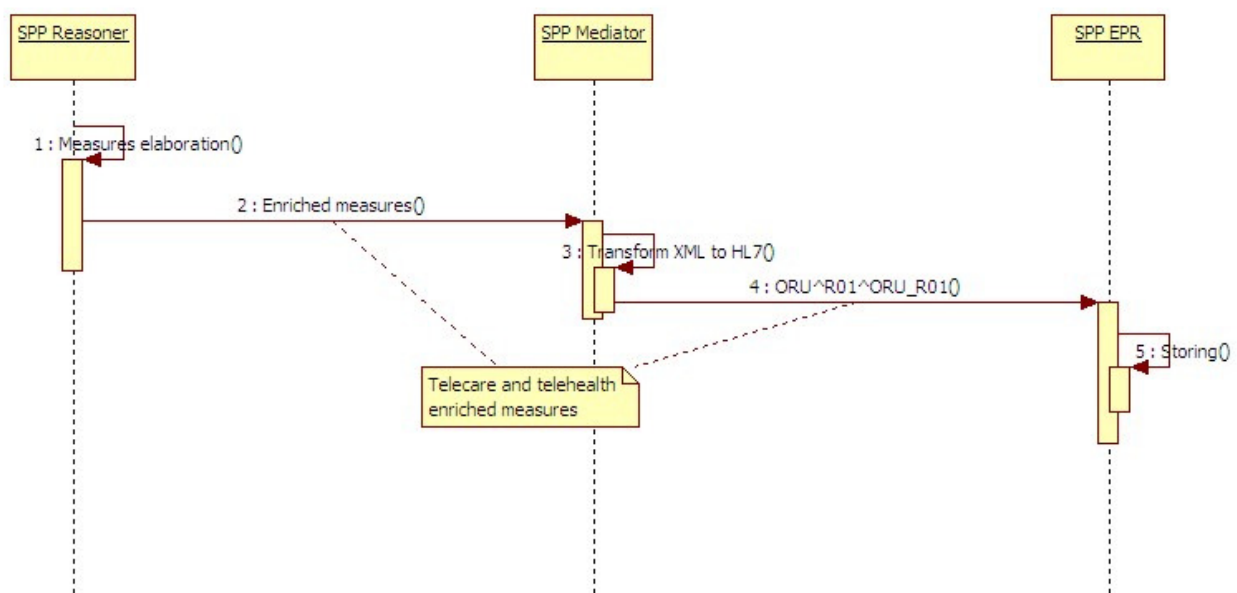 SPP Reasoner
SPP Mediator
SPP EPR
1 : Measures elaboration()
2 : Enriched measures()
3 : Transform XML to HL7()
4 : ORU^R01^ORU_R01()
5 : Storing()
Telecare and telehealth
enriched measures